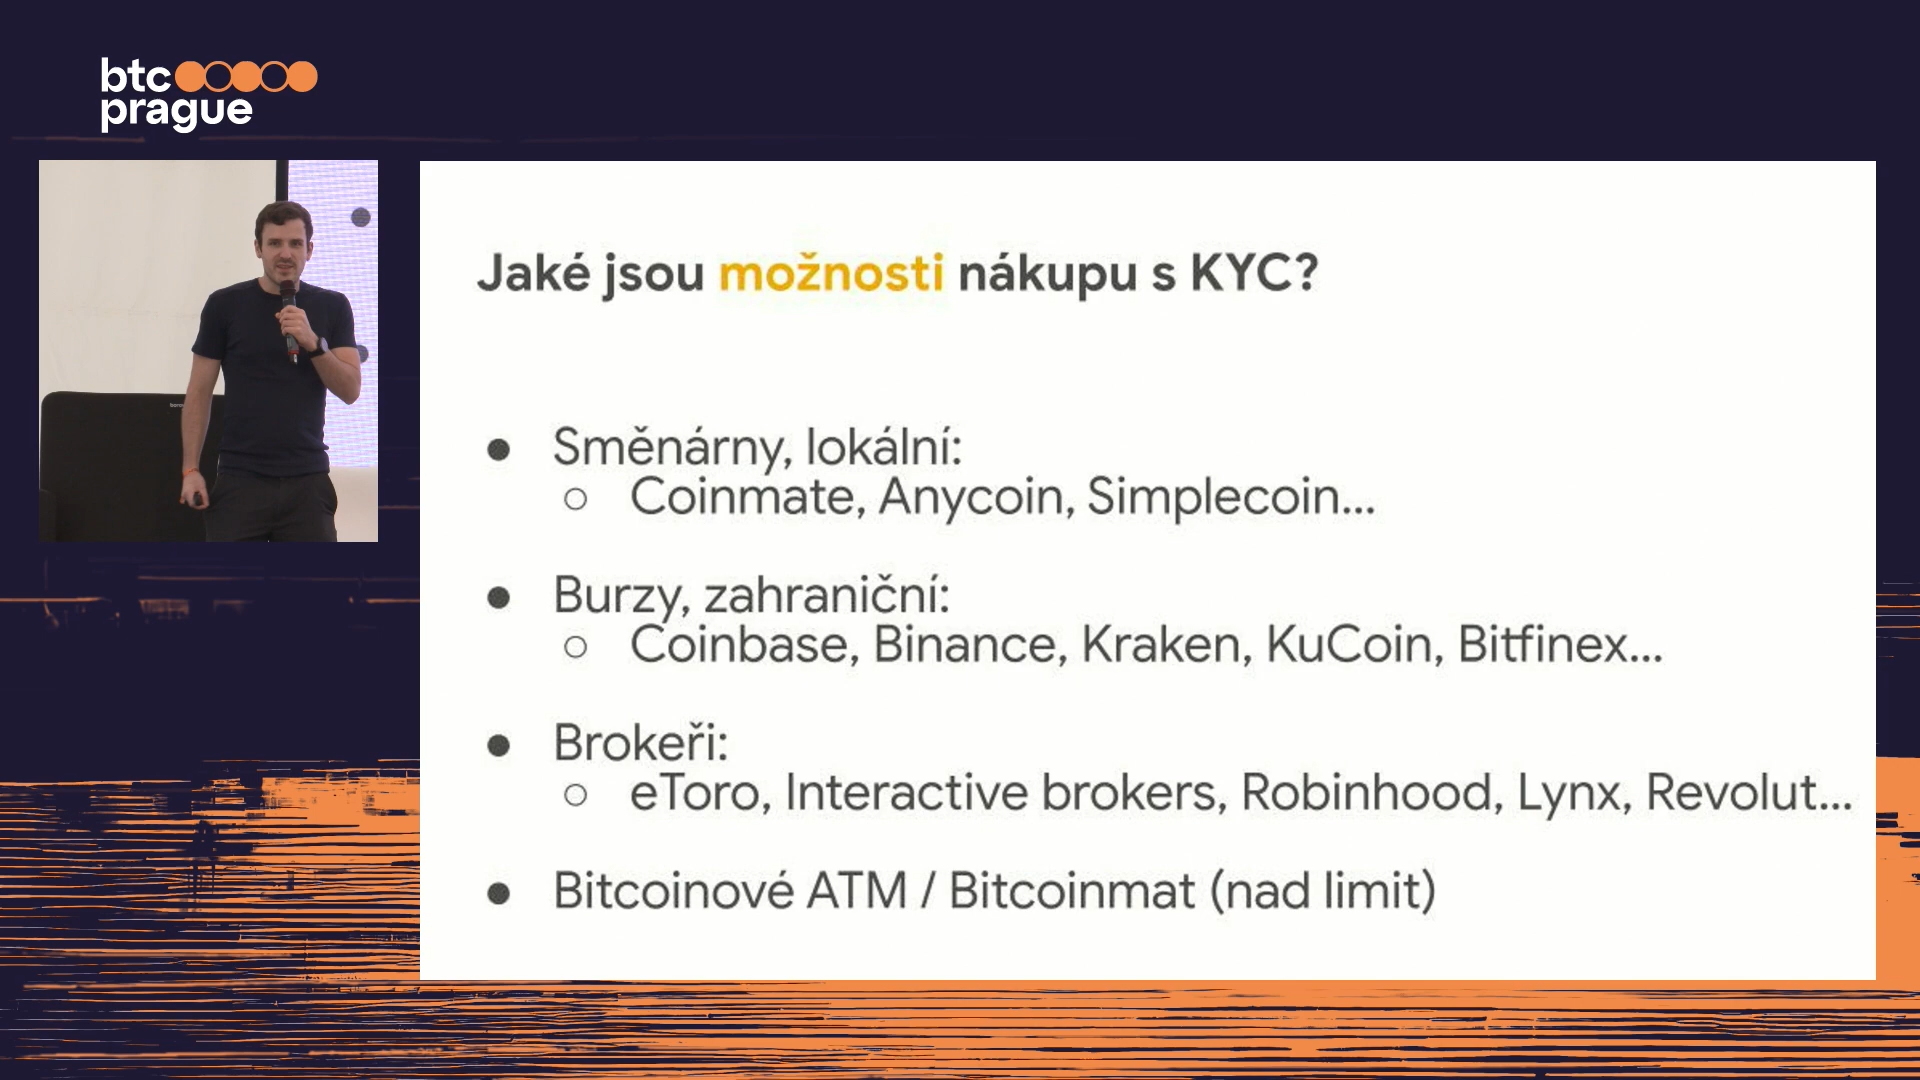 btc
prague
Jaké jsou možnosti nákupu s KYC?
● Směnárny, lokální:
○ Coinmate, Anycoin, Simplecoin...
● Burzy, zahraniční:
○ Coinbase, Binance, Kraken, KuCoin, Bitfinex...
● Brokeři:
○ eToro, Interactive brokers, Robinhood, Lynx, Revolut...
● Bitcoinové ATM / Bitcoinmat (nad limit)